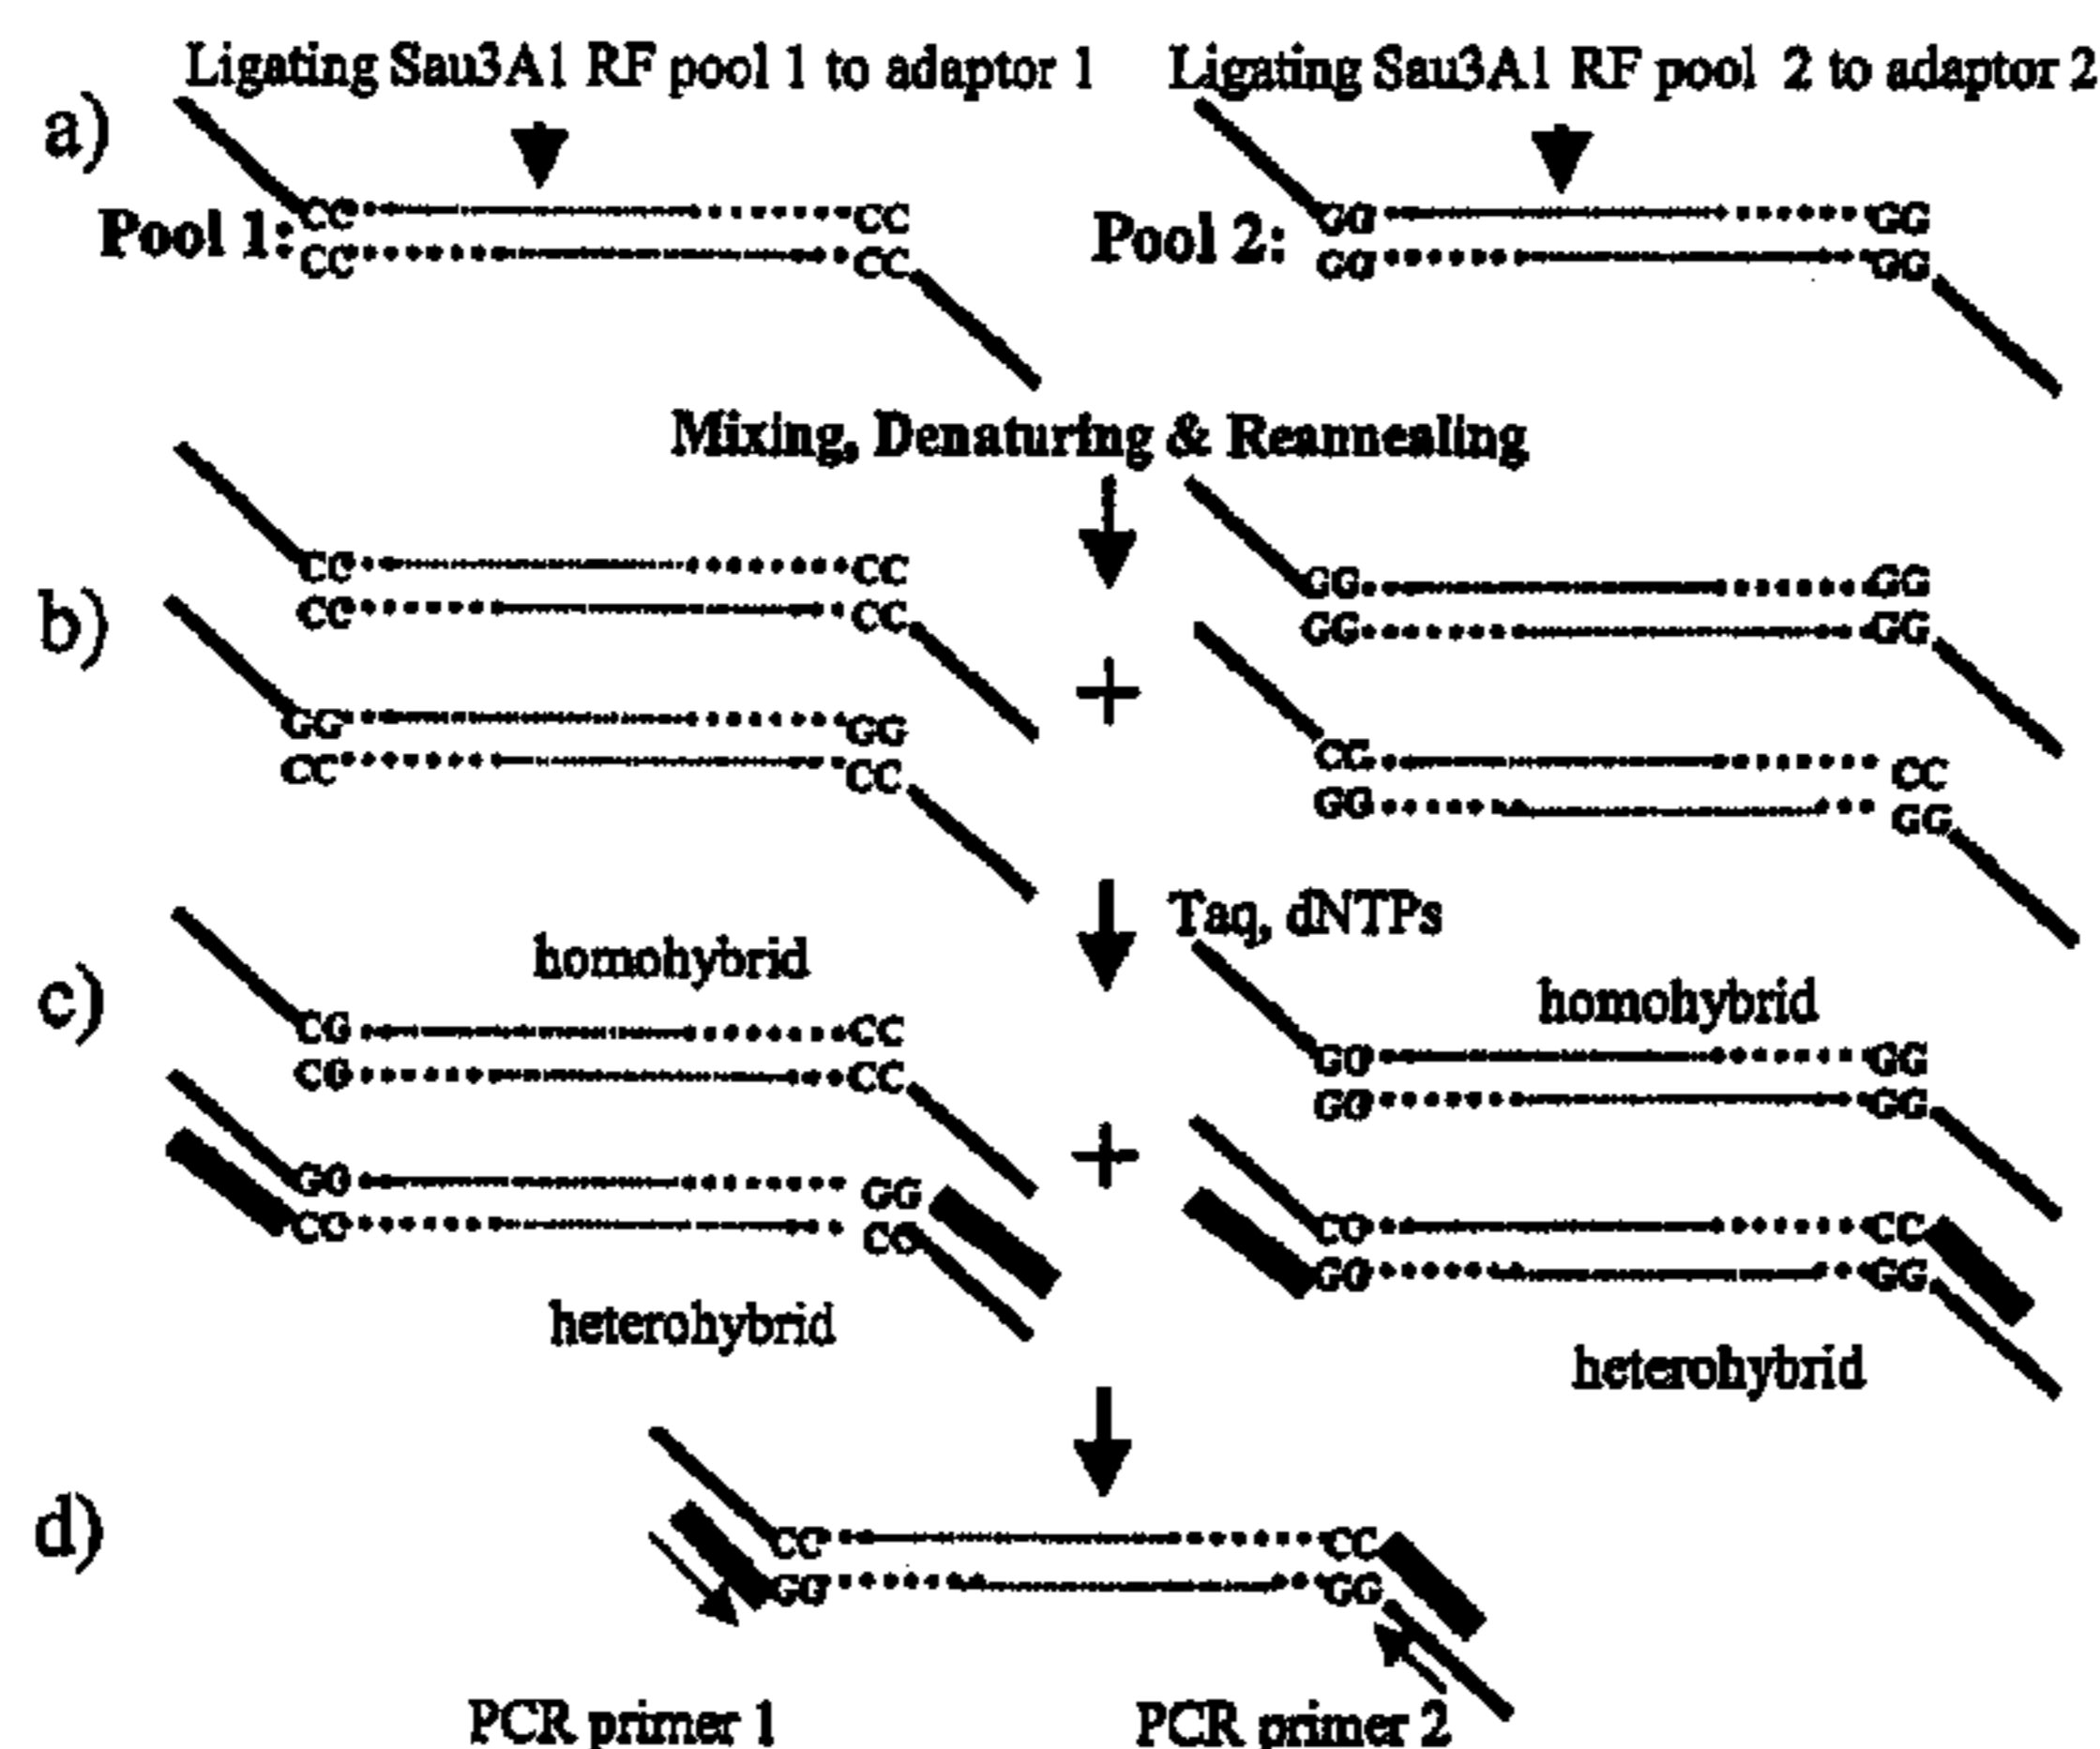 Ligating Sau3A1 RF pool 1 to adaptor 1 Ligating Sau3A1 RF pool 2 to adaptor 2
a)
CC CC GG GG
Pool 1: Pool 2:
CC CC GG GG
Mixing, Denaturing & Reannealing
b)
CC CC GG GG
CC CC GG GG
+
GG GG CG CC
CC CC GG GG
Taq, dNTPs
homohybrid homohybrid
c)
CG CC GG GG
CG CC GG GG
+
GG GG CC
CC GG GG
heterohybrid heterohybrid
d)
CC CC
GG GG
PCR primer 1 PCR primer 2